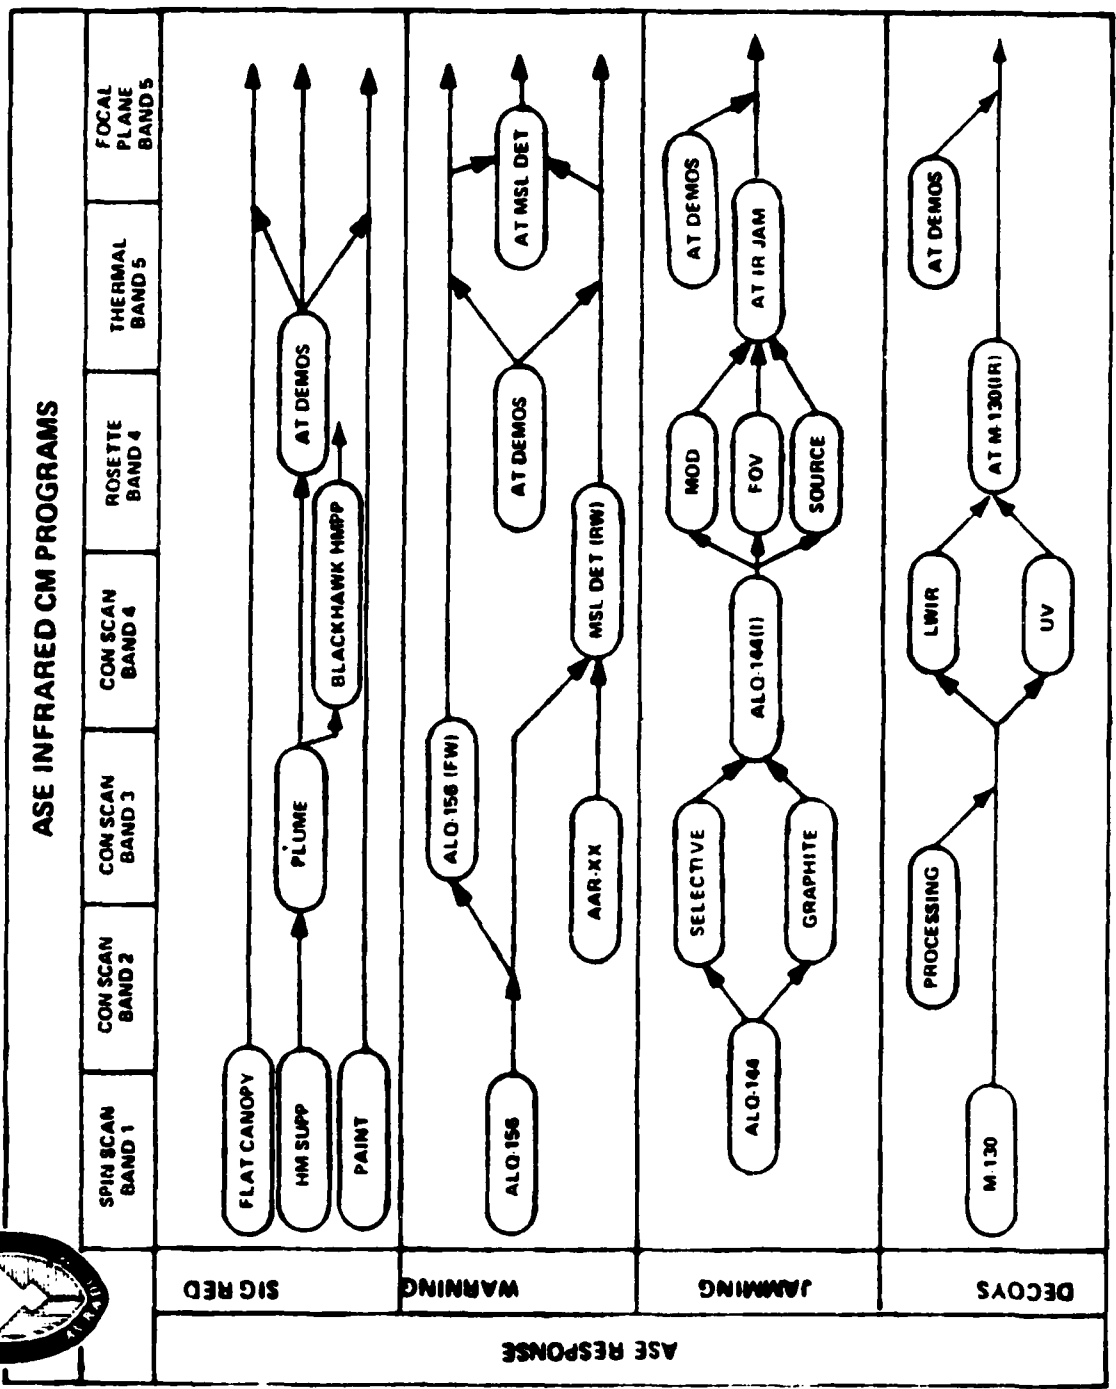 ASE INFRARED CM PROGRAMS
SPIN SCAN
BAND 1
CON SCAN
BAND 2
CON SCAN
BAND 3
CON SCAN
BAND 4
ROSETTE
BAND 4
THERMAL
BAND 5
FOCAL
PLANE
BAND 5
ASE RESPONSE
SIG RED
FLAT CANOPY
HM SUPP
PAINT
PLUME
BLACKHAWK HMPP
AT DEMOS
WARNING
ALQ-156
ALQ-156 (FW)
AAR-XX
MSL DET (RW)
AT DEMOS
AT MSL DET
JAMMING
ALQ-144
SELECTIVE
GRAPHITE
ALQ-144(I)
MOD
FOV
SOURCE
AT IR JAM
AT DEMOS
DECOYS
M-130
PROCESSING
LWIR
UV
AT M-130(IR)
AT DEMOS